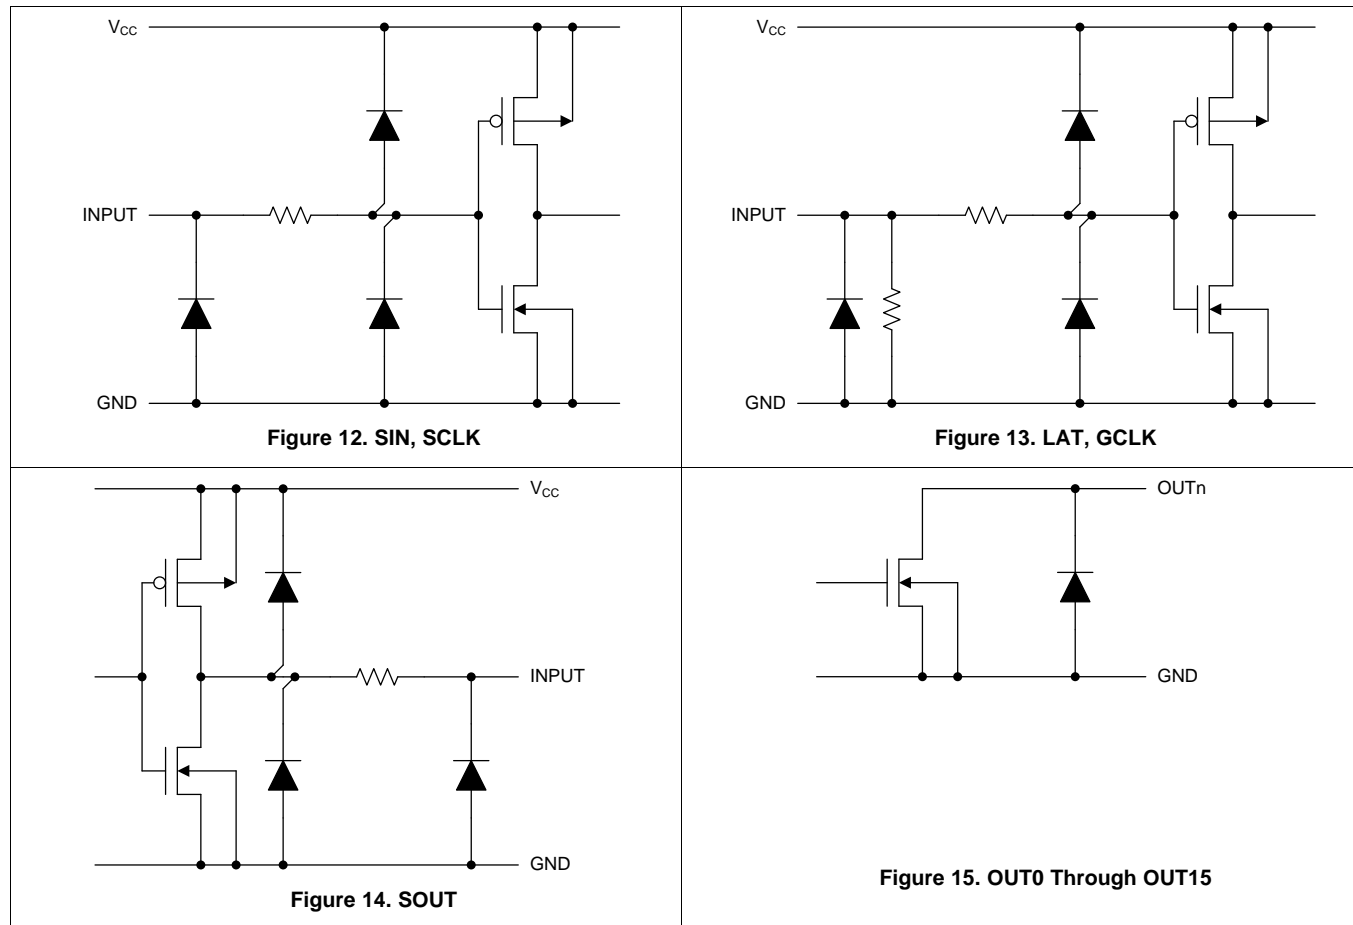 VCC
INPUT
GND
Figure 12. SIN, SCLK
VCC
INPUT
GND
Figure 13. LAT, GCLK
VCC
INPUT
GND
Figure 14. SOUT
OUTn
GND
Figure 15. OUT0 Through OUT15